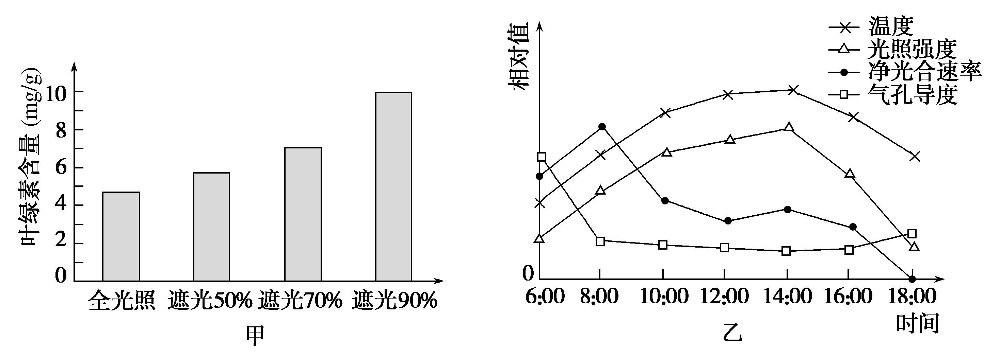 叶绿素含量(mg/g)
10
8
6
4
2
0
全光照 遮光50% 遮光70% 遮光90%
甲
相对值
温度
光照强度
净光合速率
气孔导度
0
6:00 8:00 10:00 12:00 14:00 16:00 18:00
时间
乙